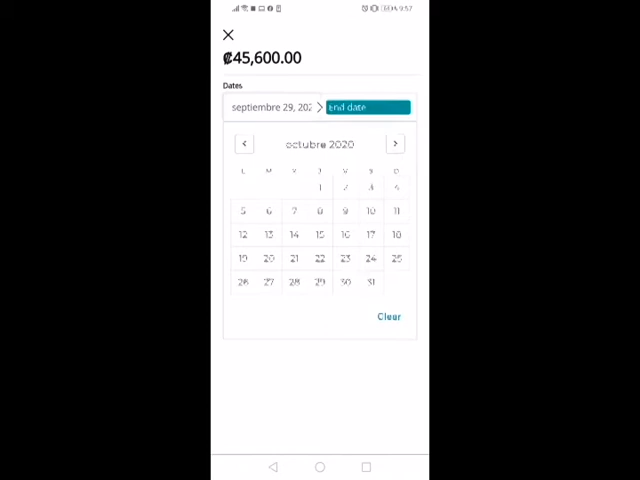 9:57
₡45,600.00
Dates
septiembre 29, 202
End date
octubre 2020
L M J V S D
1 2 3 4
5 6 7 8 9 10 11
12 13 14 15 16 17 18
19 20 21 22 23 24 25
26 27 28 29 30 31
Clear